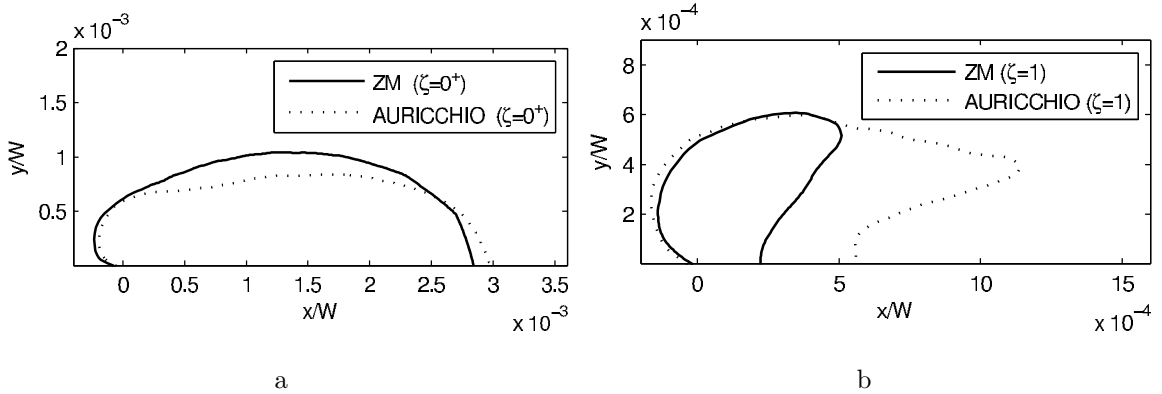 x 10⁻³
2
1.5
1
0.5
y/W
ZM (ζ=0⁺)
AURICCHIO (ζ=0⁺)
0 0.5 1 1.5 2 2.5 3 3.5
x/W
x 10⁻³
a
x 10⁻⁴
8
6
4
2
y/W
ZM (ζ=1)
AURICCHIO (ζ=1)
0 5 10 15
x/W
x 10⁻⁴
b